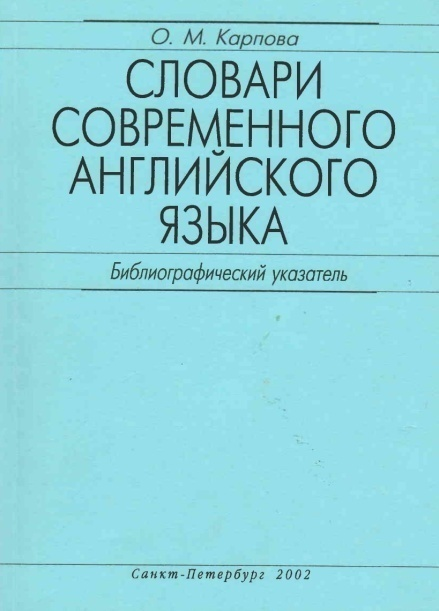 О. М. Карпова
СЛОВАРИ
СОВРЕМЕННОГО
АНГЛИЙСКОГО
ЯЗЫКА
Библиографический указатель
Санкт-Петербург 2002